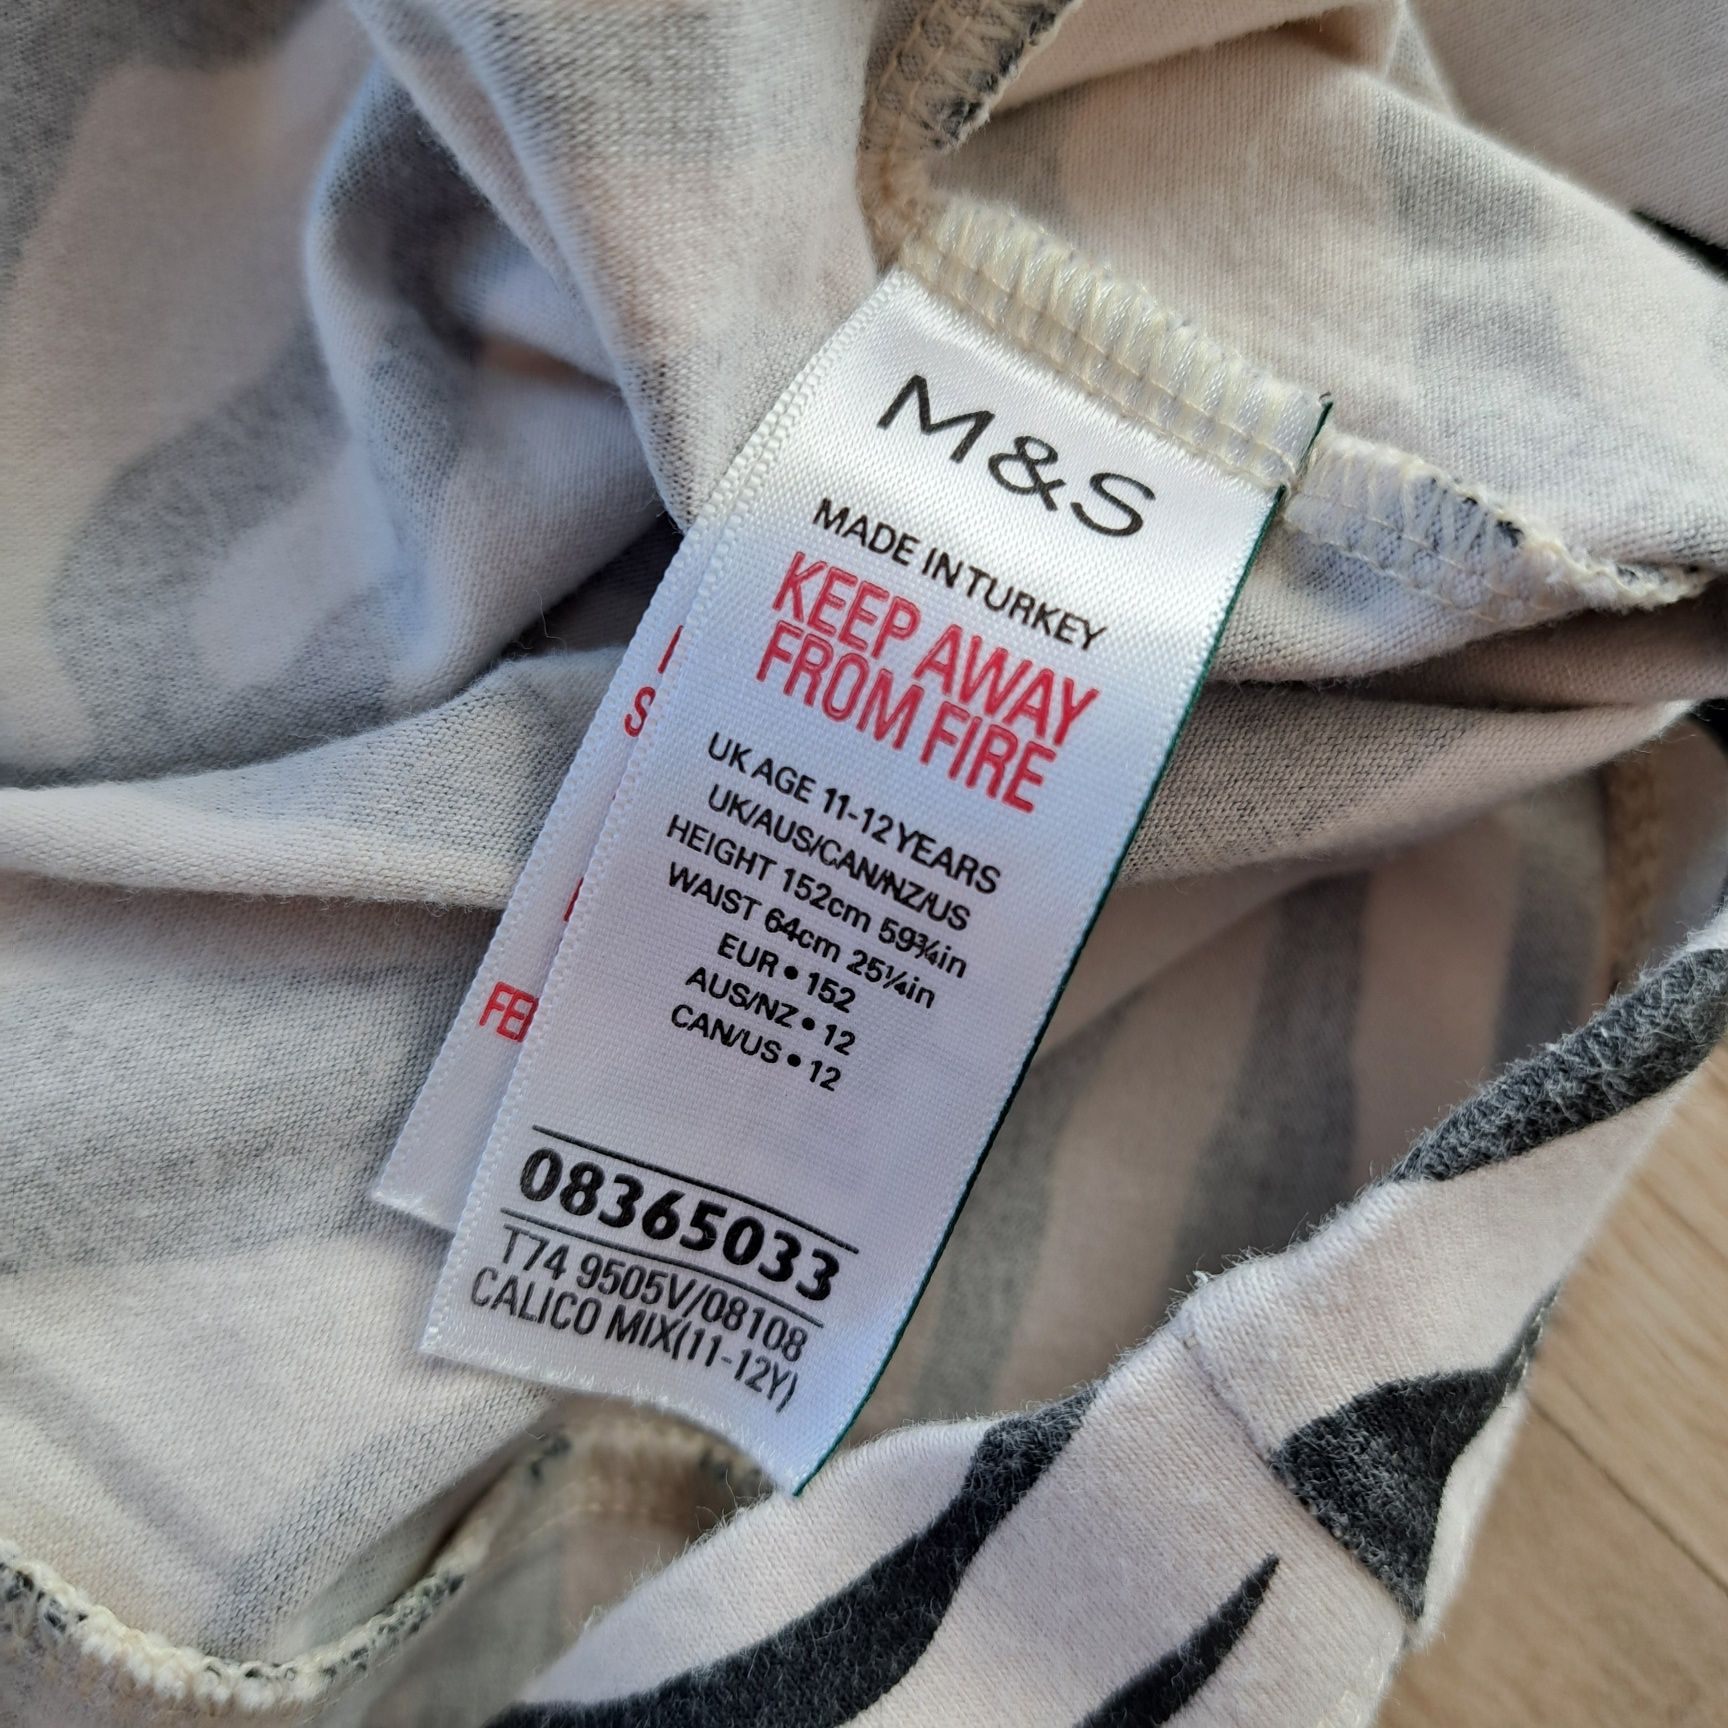 M&S
MADE IN TURKEY
KEEP AWAY
FROM FIRE
UK AGE 11-12 YEARS
UK/AUS/CAN/NZ/US
HEIGHT 152cm 59¾in
WAIST 64cm 25¼in
EUR • 152
AUS/NZ • 12
CAN/US • 12
08365033
T74 9505V/08108
CALICO MIX(11-12Y)